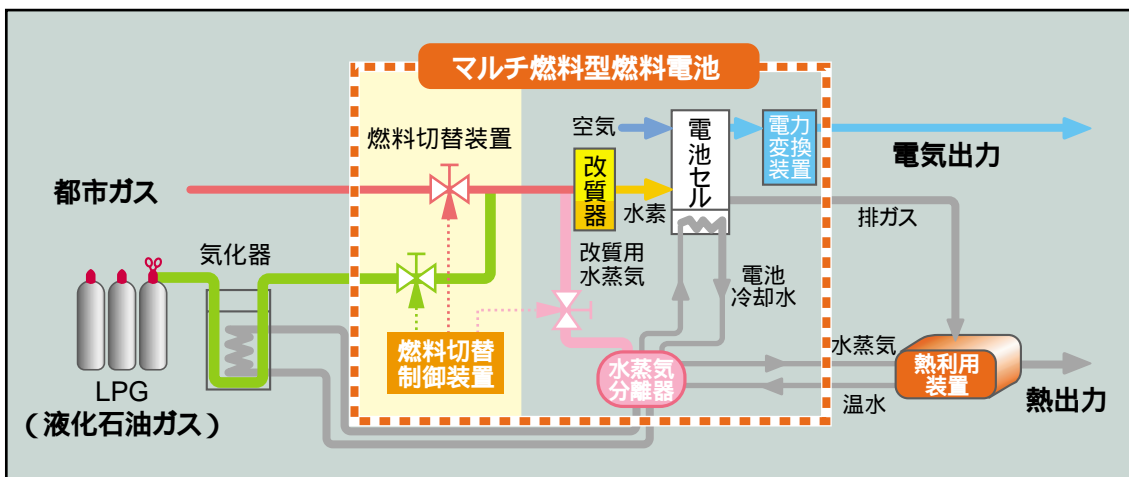 マルチ燃料型燃料電池
燃料切替装置
空気
電池セル
電力
変換
装置
電気出力
都市ガス
改質器
水素
排ガス
気化器
改質用
水蒸気
電池
冷却水
燃料切替
制御装置
水蒸気
分離器
水蒸気
熱利用
装置
温水
熱出力
LPG
（液化石油ガス）